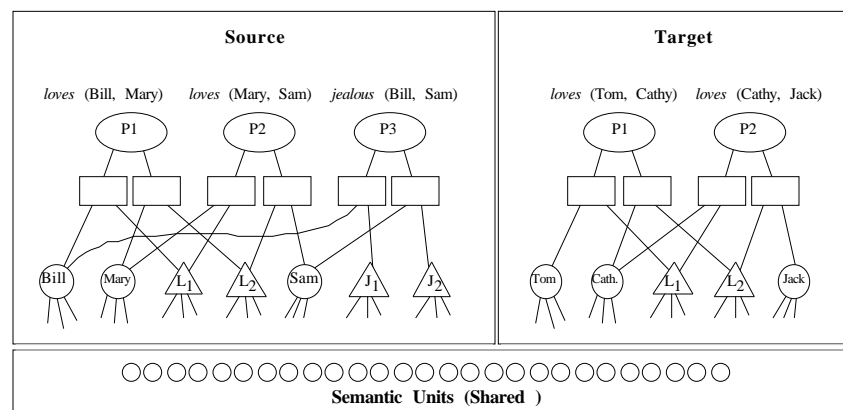 Source Target
loves (Bill, Mary) loves (Mary, Sam) jealous (Bill, Sam) loves (Tom, Cathy) loves (Cathy, Jack)
P1 P2 P3 P1 P2
Bill Mary L1 L2 Sam J1 J2 Tom Cath. L1 L2 Jack
Semantic Units (Shared )